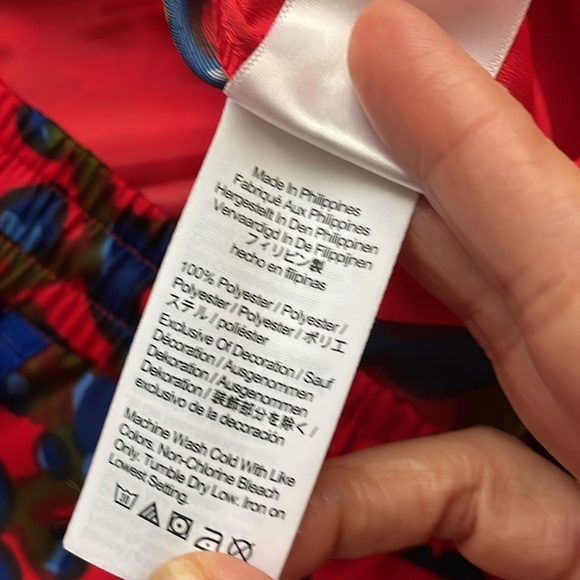 Made In Philippines
Fabriqué Aux Philippines
Hergestelt In Den Philippinen
Vervaardigd In De Filippijnen
フィリピン製
hecho en filipinas
100% Polyester / Polyester /
Polyester / Polyester / ポリエ
ステル / poliéster
Exclusive Of Decoration / Sauf
Décoration / Ausgenommen
Dekoration / Ausgenommen
Dekoration / 装飾部分を除く /
exclusivo de la decoración
Machine Wash Cold With Like
Colors. Non-Chlorine Bleach
Only. Tumble Dry Low. Iron on
Lowest Setting.